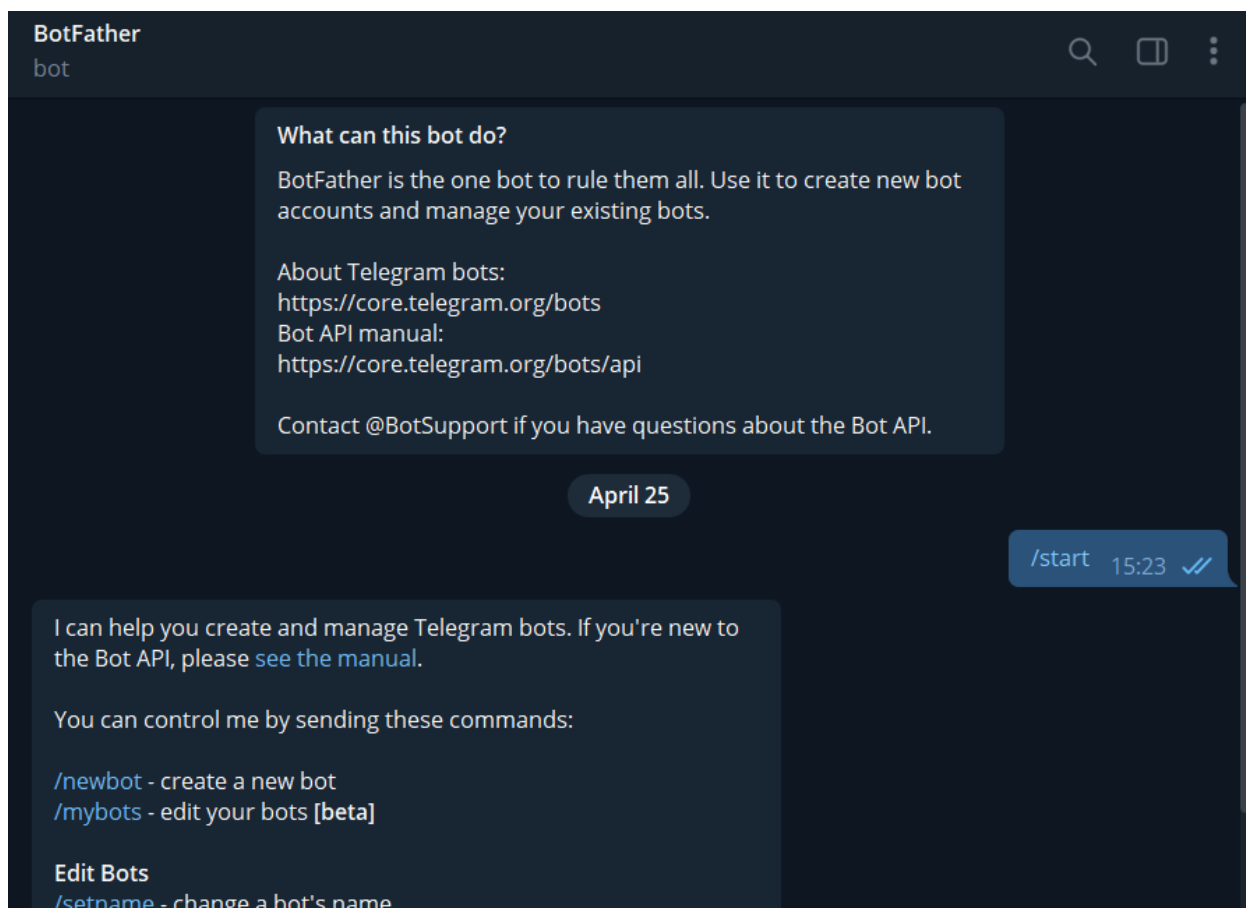 BotFather
bot
What can this bot do?
BotFather is the one bot to rule them all. Use it to create new bot
accounts and manage your existing bots.
About Telegram bots:
https://core.telegram.org/bots
Bot API manual:
https://core.telegram.org/bots/api
Contact @BotSupport if you have questions about the Bot API.
April 25
/start 15:23
I can help you create and manage Telegram bots. If you're new to
the Bot API, please see the manual.
You can control me by sending these commands:
/newbot - create a new bot
/mybots - edit your bots [beta]
Edit Bots
/setname - change a bot's name